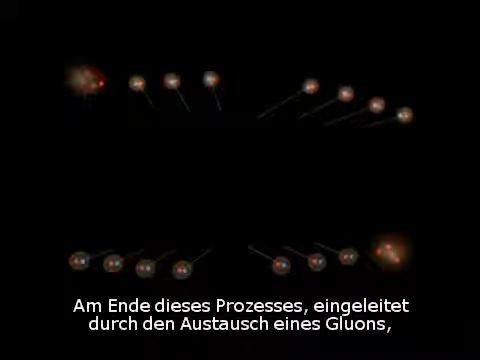 Am Ende dieses Prozesses, eingeleitet
durch den Austausch eines Gluons,